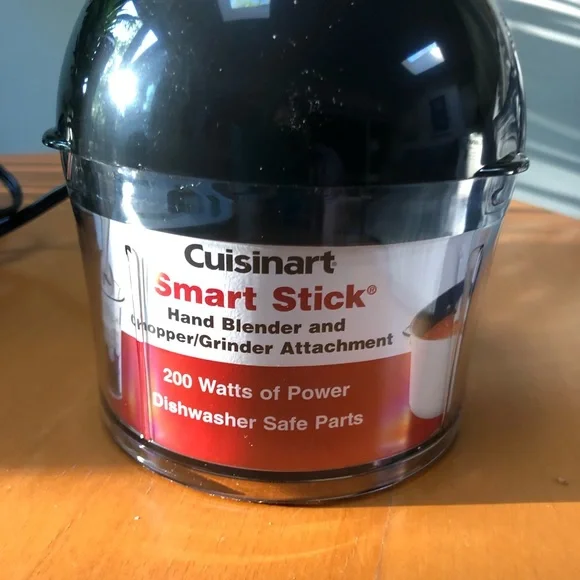 Cuisinart®
Smart Stick®
Hand Blender and
Chopper/Grinder Attachment
200 Watts of Power
Dishwasher Safe Parts